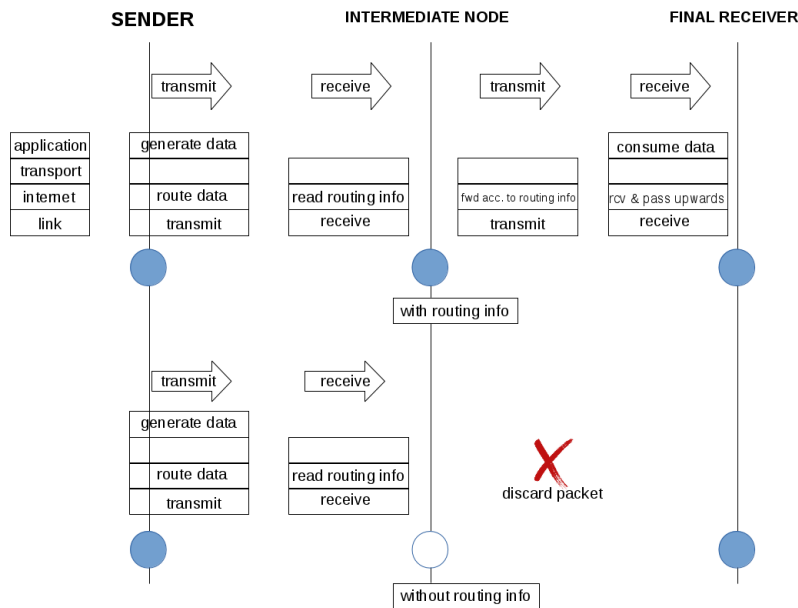 SENDER
INTERMEDIATE NODE
FINAL RECEIVER
transmit
receive
transmit
receive
application
generate data
consume data
transport
internet
route data
read routing info
fwd acc. to routing info
rcv & pass upwards
link
transmit
receive
transmit
receive
with routing info
transmit
receive
generate data
route data
read routing info
transmit
receive
discard packet
without routing info